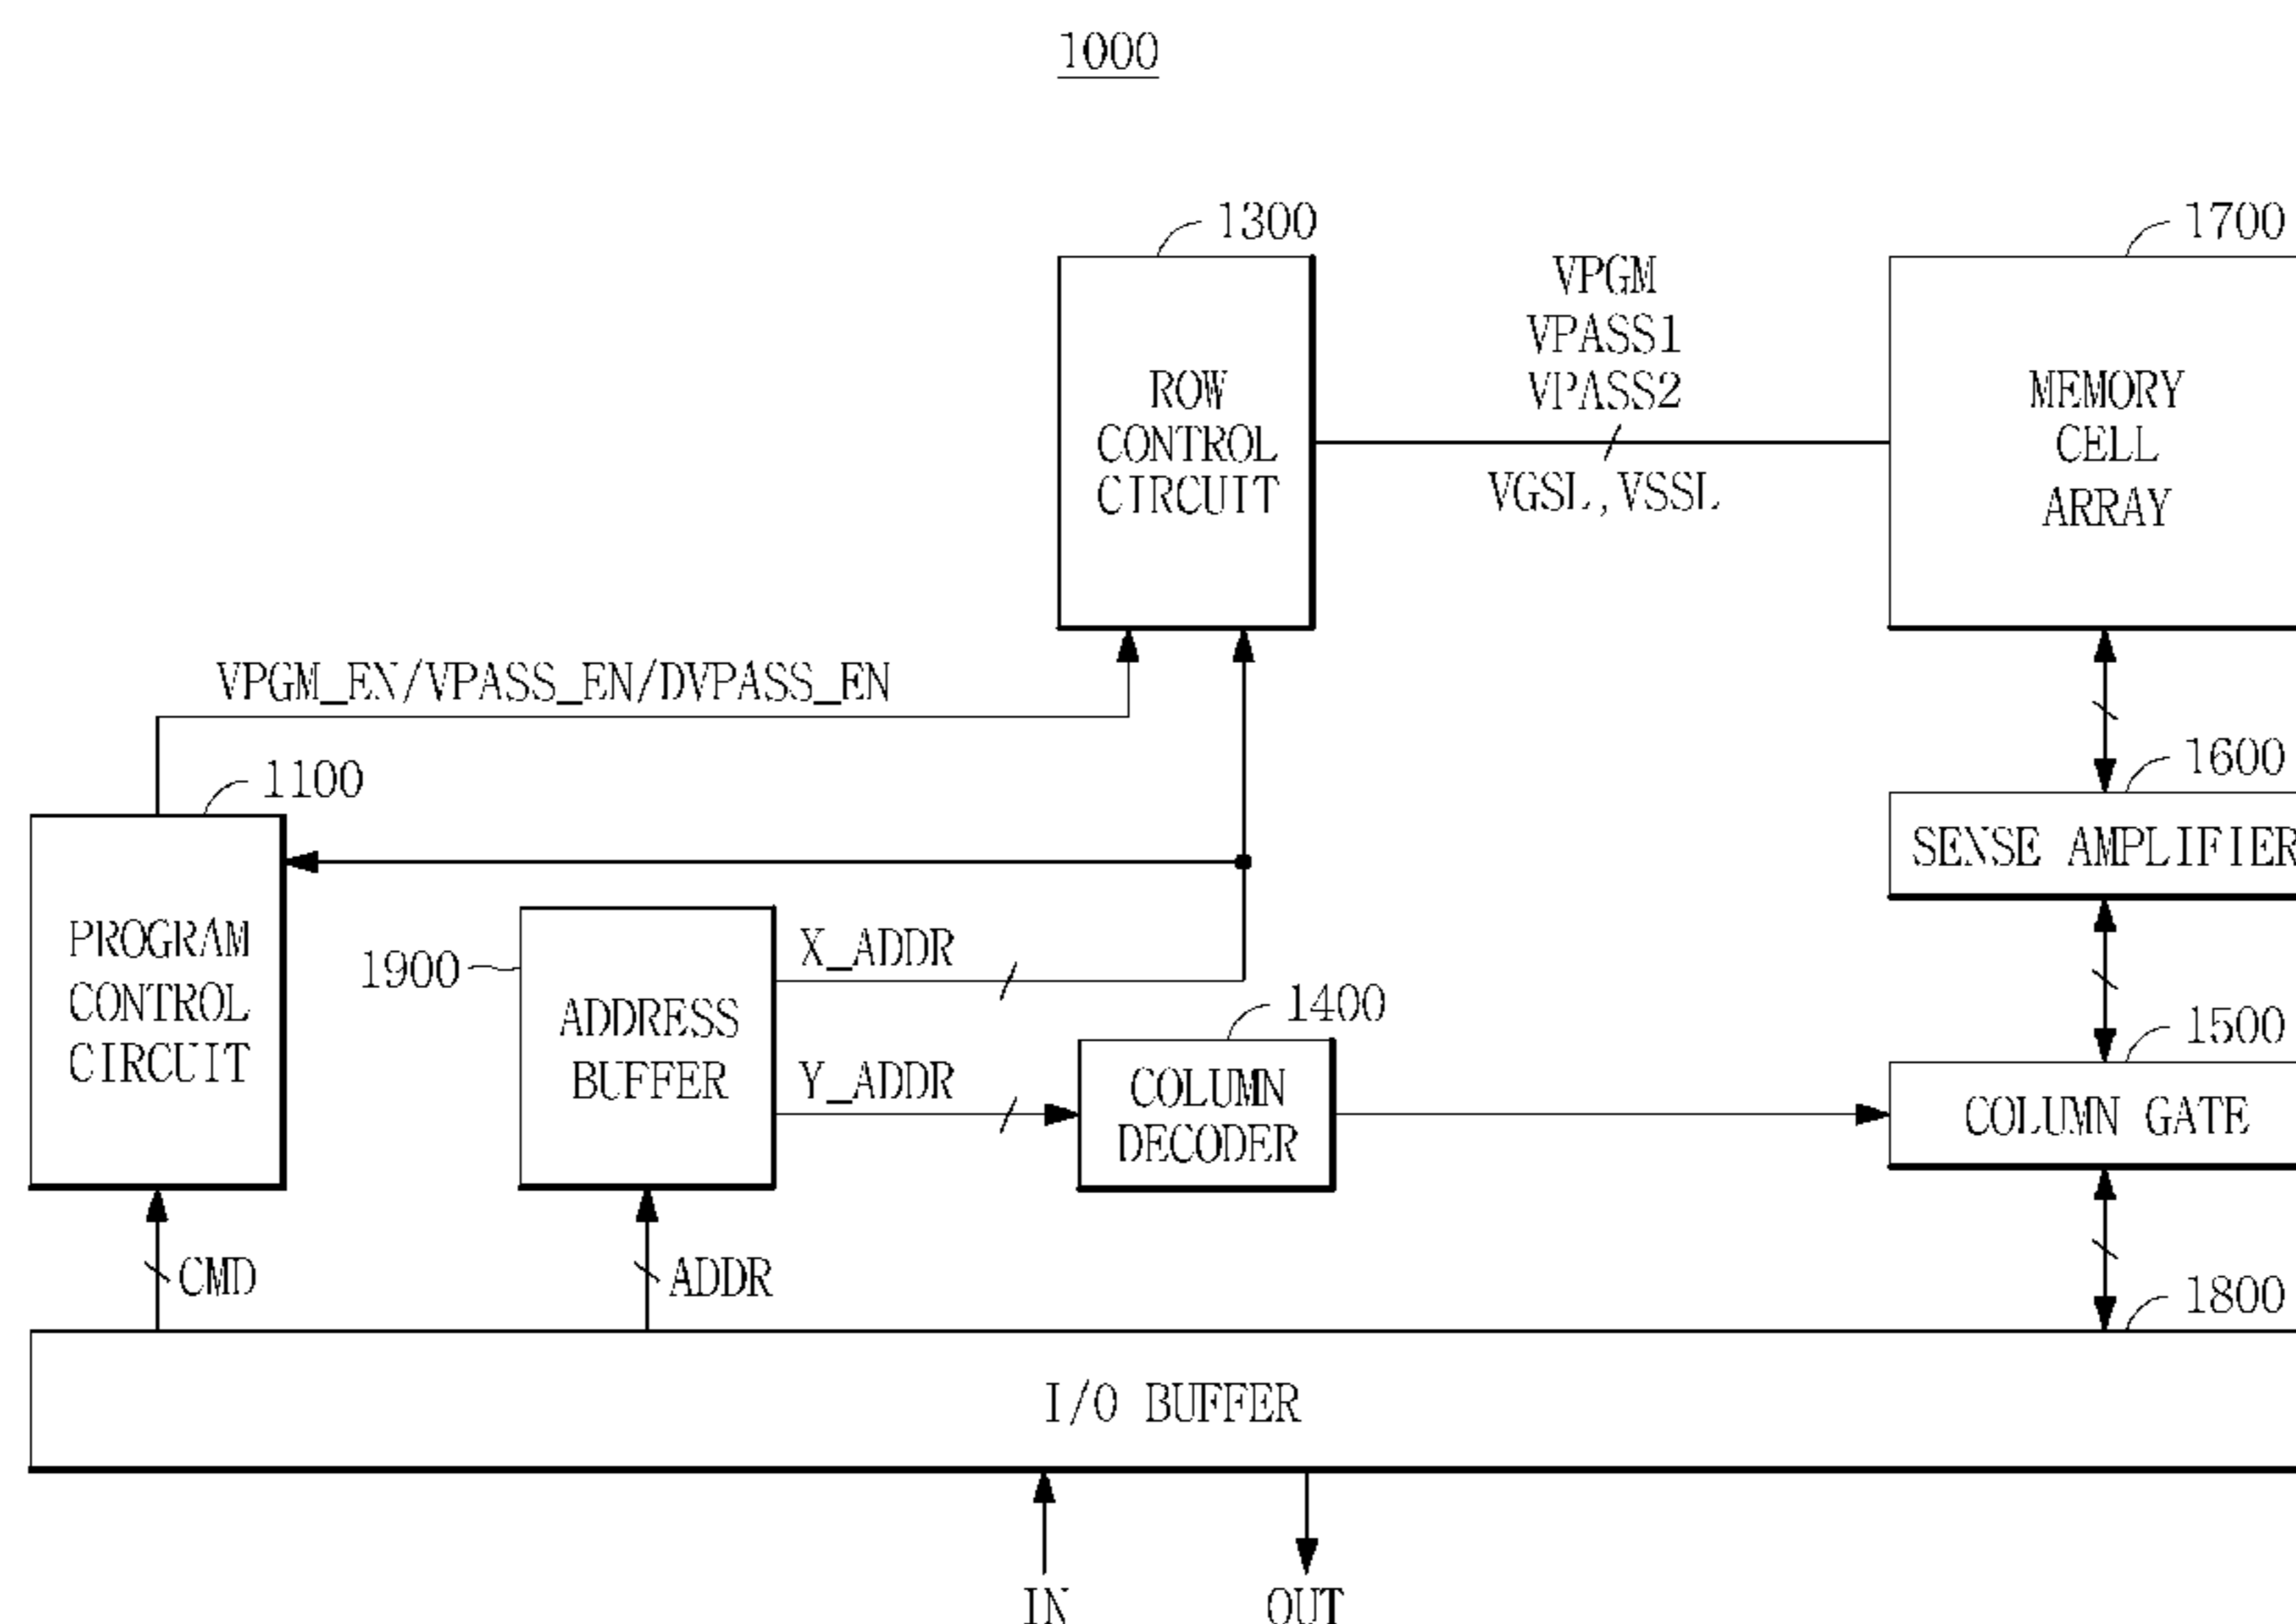 1000
1300
1700
VPGM
VPASS1
VPASS2
ROW
CONTROL
CIRCUIT
MEMORY
CELL
ARRAY
VGSL,VSSL
VPGM_EN/VPASS_EN/DVPASS_EN
1100
1600
SENSE AMPLIFIER
PROGRAM
CONTROL
CIRCUIT
1900
ADDRESS
BUFFER
X_ADDR
Y_ADDR
1400
COLUMN
DECODER
1500
COLUMN GATE
CMD
ADDR
1800
I/O BUFFER
IN
OUT